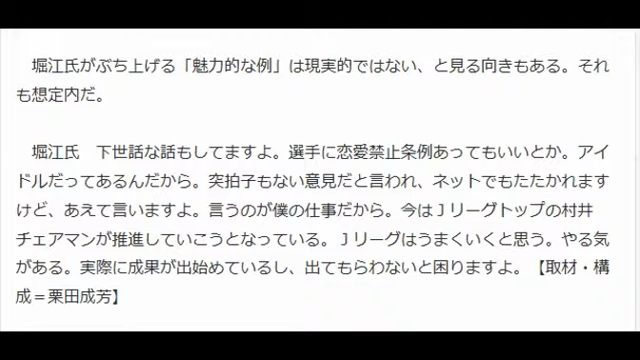 堀江氏がぶち上げる「魅力的な例」は現実的ではない、と見る向きもある。それ
も想定内だ。
堀江氏　下世話な話もしてますよ。選手に恋愛禁止条例あってもいいとか。アイ
ドルだってあるんだから。突拍子もない意見だと言われ、ネットでもたたかれます
けど、あえて言いますよ。言うのが僕の仕事だから。今はＪリーグトップの村井
チェアマンが推進していこうとなっている。Ｊリーグはうまくいくと思う。やる気
がある。実際に成果が出始めているし、出てもらわないと困りますよ。【取材・構
成＝栗田成芳】